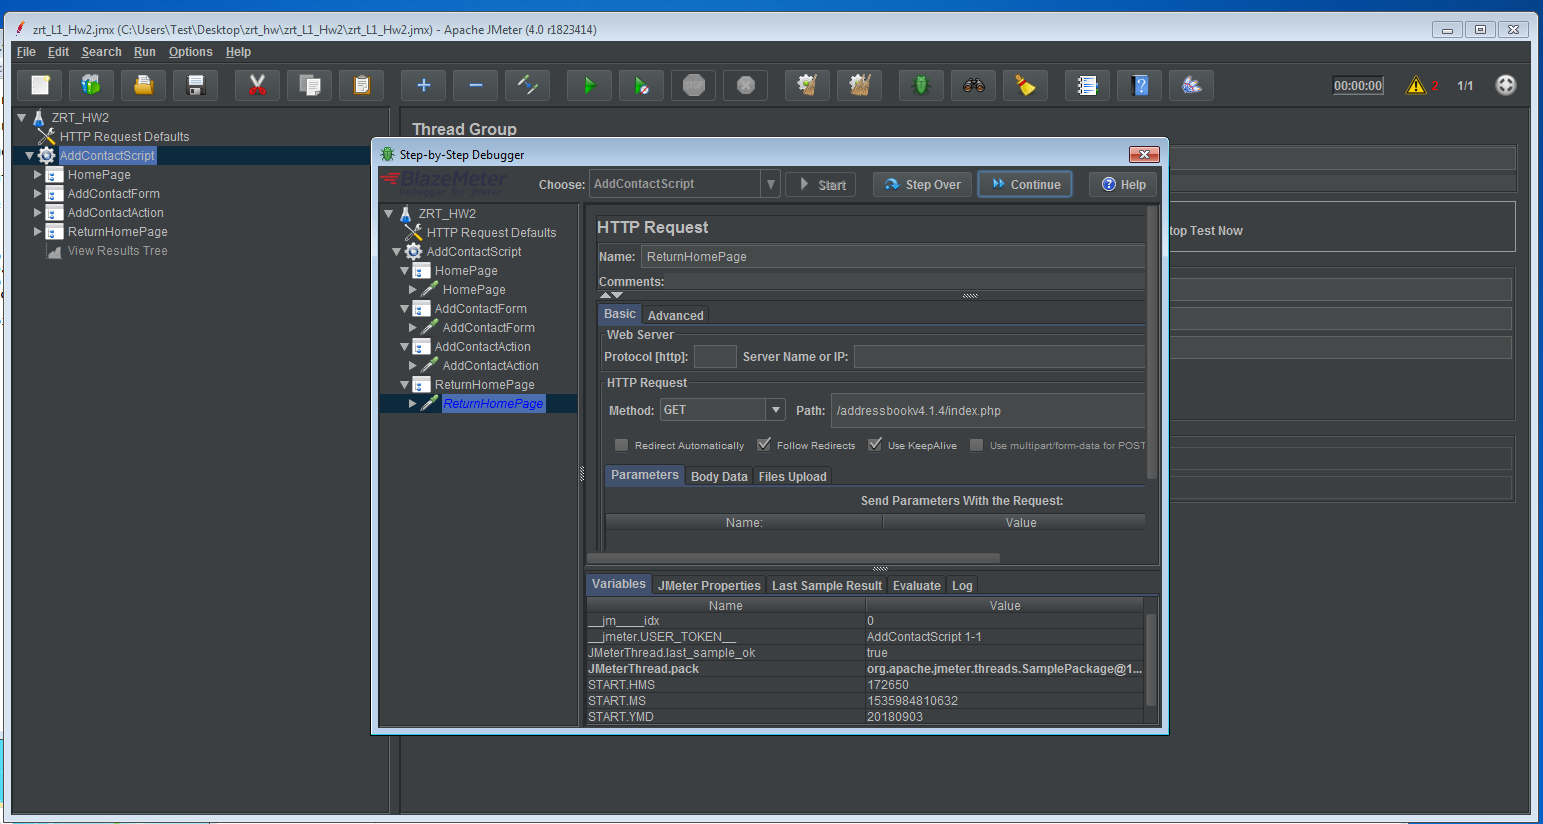 zrt_L1_Hw2.jmx (C:\Users\Test\Desktop\zrt_hw\zrt_L1_Hw2\zrt_L1_Hw2.jmx) - Apache JMeter (4.0 r1823414)
File Edit Search Run Options Help
STOP 00:00:00 2 1/1
ZRT_HW2
HTTP Request Defaults
AddContactScript
HomePage
AddContactForm
AddContactAction
ReturnHomePage
View Results Tree
Thread Group
top Test Now
Step-by-Step Debugger
BlazeMeter
Debugger for JMeter
Choose: AddContactScript Start Step Over Continue Help
ZRT_HW2
HTTP Request Defaults
AddContactScript
HomePage
HomePage
AddContactForm
AddContactForm
AddContactAction
AddContactAction
ReturnHomePage
ReturnHomePage
HTTP Request
Name: ReturnHomePage
Comments:
Basic Advanced
Web Server
Protocol [http]: Server Name or IP:
HTTP Request
Method: GET Path: /addressbookv4.1.4/index.php
Redirect Automatically Follow Redirects Use KeepAlive Use multipart/form-data for POST
Parameters Body Data Files Upload
Send Parameters With the Request:
Name: Value
Variables JMeter Properties Last Sample Result Evaluate Log
Name Value
__jm____idx 0
__jmeter.USER_TOKEN__ AddContactScript 1-1
JMeterThread.last_sample_ok true
JMeterThread.pack org.apache.jmeter.threads.SamplePackage@1...
START.HMS 172650
START.MS 1535984810632
START.YMD 20180903